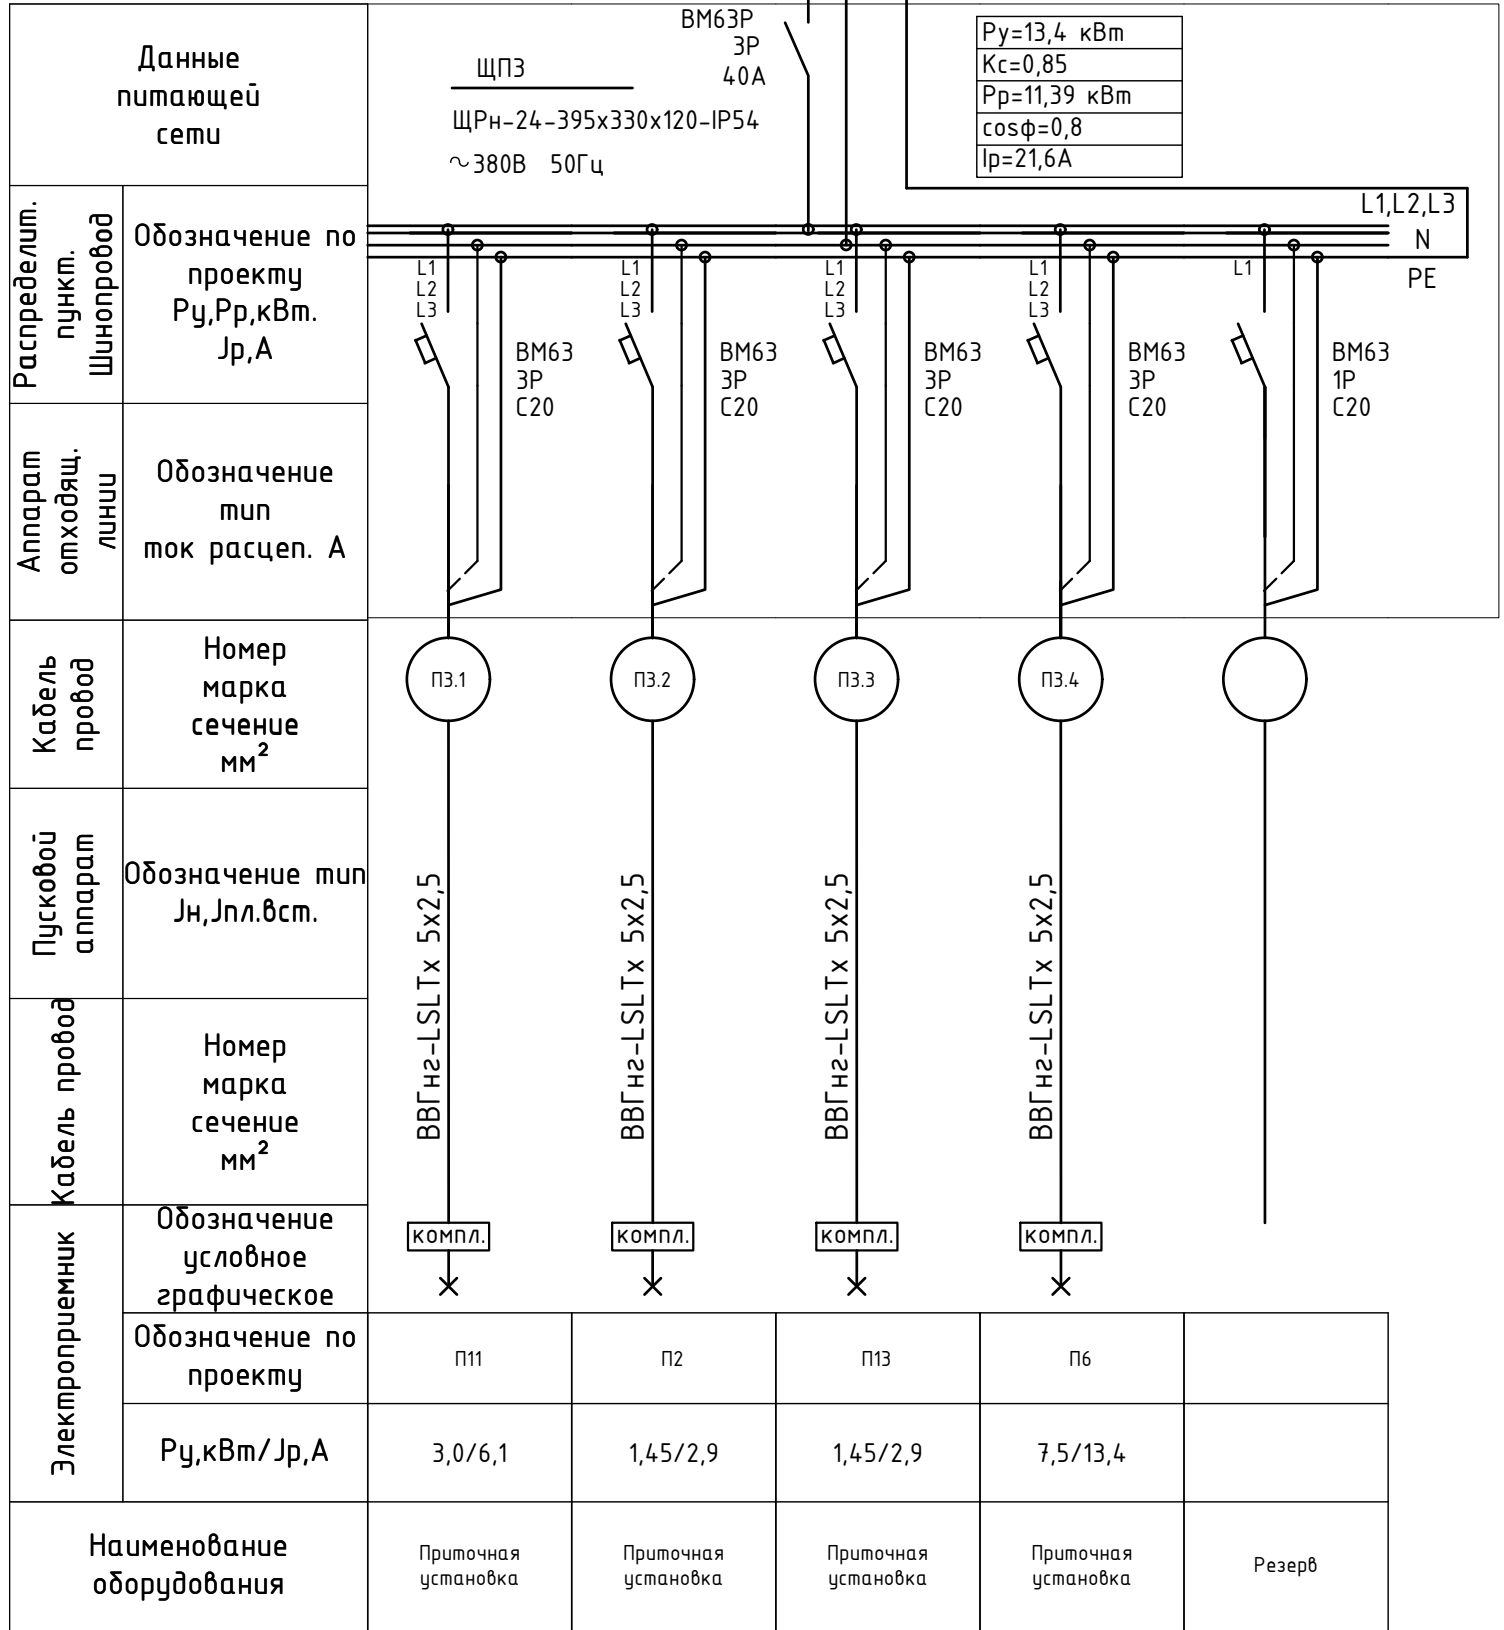 Данные
питающей
сети
ЩП3
ЩРн-24-395х330х120-IP54
~380В 50Гц
ВМ63Р
3Р
40А
Ру=13,4 кВт
Кс=0,85
Рр=11,39 кВт
cosф=0,8
Iр=21,6А
Распределит.
пункт.
Шинопровод
Обозначение по
проекту
Ру,Рр,кВт.
Jр,А
L1,L2,L3
N
PE
L1
L2
L3
ВМ63
3Р
С20
L1
L2
L3
ВМ63
3Р
С20
L1
L2
L3
ВМ63
3Р
С20
L1
L2
L3
ВМ63
3Р
С20
L1
ВМ63
1Р
С20
Аппарат
отходящ.
линии
Обозначение
тип
ток расцеп. А
Кабель
провод
Номер
марка
сечение
мм²
П3.1
П3.2
П3.3
П3.4
Пусковой
аппарат
Обозначение тип
Jн,Jпл.вст.
ВВГнг-LSLTx 5х2,5
ВВГнг-LSLTx 5х2,5
ВВГнг-LSLTx 5х2,5
ВВГнг-LSLTx 5х2,5
Кабель провод
Номер
марка
сечение
мм²
Электроприемник
Обозначение
условное
графическое
КОМПЛ.
КОМПЛ.
КОМПЛ.
КОМПЛ.
Обозначение по
проекту
П11
П2
П13
П6
Ру,кВт/Jр,А
3,0/6,1
1,45/2,9
1,45/2,9
7,5/13,4
Наименование
оборудования
Приточная
установка
Приточная
установка
Приточная
установка
Приточная
установка
Резерв